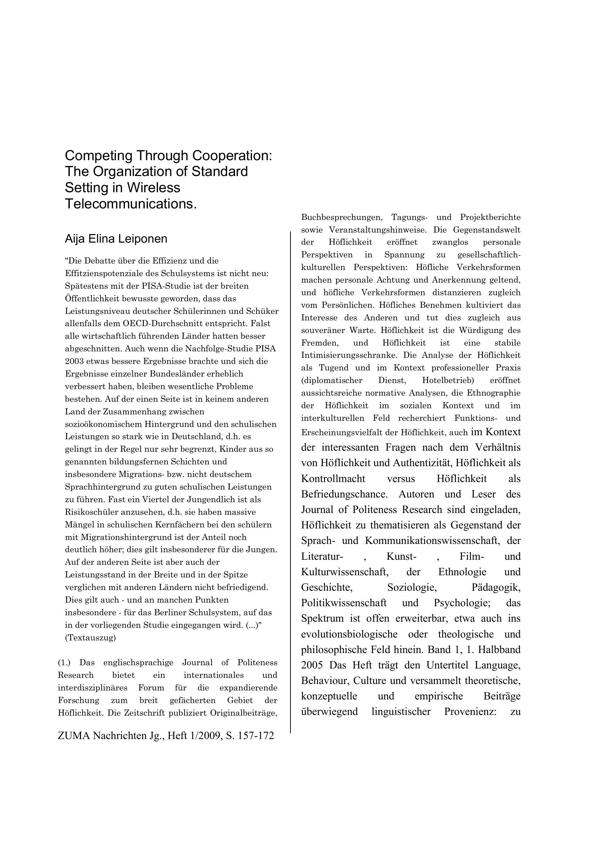 Competing Through Cooperation:
The Organization of Standard
Setting in Wireless
Telecommunications.
Aija Elina Leiponen
"Die Debatte über die Effizienz und die
Effitzienspotenziale des Schulsystems ist nicht neu:
Spätestens mit der PISA-Studie ist der breiten
Öffentlichkeit bewusste geworden, dass das
Leistungsniveau deutscher Schülerinnen und Schüker
allenfalls dem OECD-Durchschnitt entspricht. Falst
alle wirtschaftlich führenden Länder hatten besser
abgeschnitten. Auch wenn die Nachfolge-Studie PISA
2003 etwas bessere Ergebnisse brachte und sich die
Ergebnisse einzelner Bundesländer erheblich
verbessert haben, bleiben wesentliche Probleme
bestehen. Auf der einen Seite ist in keinem anderen
Land der Zusammenhang zwischen
sozioökonomischen Hintergrund und den schulischen
Leistungen so stark wie in Deutschland, d.h. es
gelingt in der Regel nur sehr begrenzt, Kinder aus so
genannten bildungsfernen Schichten und
insbesondere Migrations- bzw. nicht deutschem
Sprachhintergrund zu guten schulischen Leistungen
zu führen. Fast ein Viertel der Jungendlich ist als
Risikoschüler anzusehen, d.h. sie haben massive
Mängel in schulischen Kernfächern bei den schülern
mit Migrationshintergrund ist der Anteil noch
deutlich höher; dies gilt insbesonderer für die Jungen.
Auf der anderen Seite ist aber auch der
Leistungsstand in der Breite und in der Spitze
verglichen mit anderen Ländern nicht befriedigend.
Dies gilt auch - und an manchen Punkten
insbesondere - für das Berliner Schulsystem, auf das
in der vorliegenden Studie eingegangen wird. (...)"
(Textauszug)
(1.) Das englischsprachige Journal of Politeness
Research bietet ein internationales und
interdisziplinäres Forum für die expandierende
Forschung zum breit gefächerten Gebiet der
Höflichkeit. Die Zeitschrift publiziert Originalbeiträge,
ZUMA Nachrichten Jg., Heft 1/2009, S. 157-172
Buchbesprechungen, Tagungs- und Projektberichte
sowie Veranstaltungshinweise. Die Gegenstandswelt
der Höflichkeit eröffnet zwanglos personale
Perspektiven in Spannung zu gesellschaftlich-
kulturellen Perspektiven: Höfliche Verkehrsformen
machen personale Achtung und Anerkennung geltend,
und höfliche Verkehrsformen distanzieren zugleich
vom Persönlichen. Höfliches Benehmen kultiviert das
Interesse des Anderen und tut dies zugleich aus
souveräner Warte. Höflichkeit ist die Würdigung des
Fremden, und Höflichkeit ist eine stabile
Intimisierungsschranke. Die Analyse der Höflichkeit
als Tugend und im Kontext professioneller Praxis
(diplomatischer Dienst, Hotelbetrieb) eröffnet
aussichtsreiche normative Analysen, die Ethnographie
der Höflichkeit im sozialen Kontext und im
interkulturellen Feld recherchiert Funktions- und
Erscheinungsvielfalt der Höflichkeit, auch im Kontext
der interessanten Fragen nach dem Verhältnis
von Höflichkeit und Authentizität, Höflichkeit als
Kontrollmacht versus Höflichkeit als
Befriedungschance. Autoren und Leser des
Journal of Politeness Research sind eingeladen,
Höflichkeit zu thematisieren als Gegenstand der
Sprach- und Kommunikationswissenschaft, der
Literatur- , Kunst- , Film- und
Kulturwissenschaft, der Ethnologie und
Geschichte, Soziologie, Pädagogik,
Politikwissenschaft und Psychologie; das
Spektrum ist offen erweiterbar, etwa auch ins
evolutionsbiologische oder theologische und
philosophische Feld hinein. Band 1, 1. Halbband
2005 Das Heft trägt den Untertitel Language,
Behaviour, Culture und versammelt theoretische,
konzeptuelle und empirische Beiträge
überwiegend linguistischer Provenienz: zu